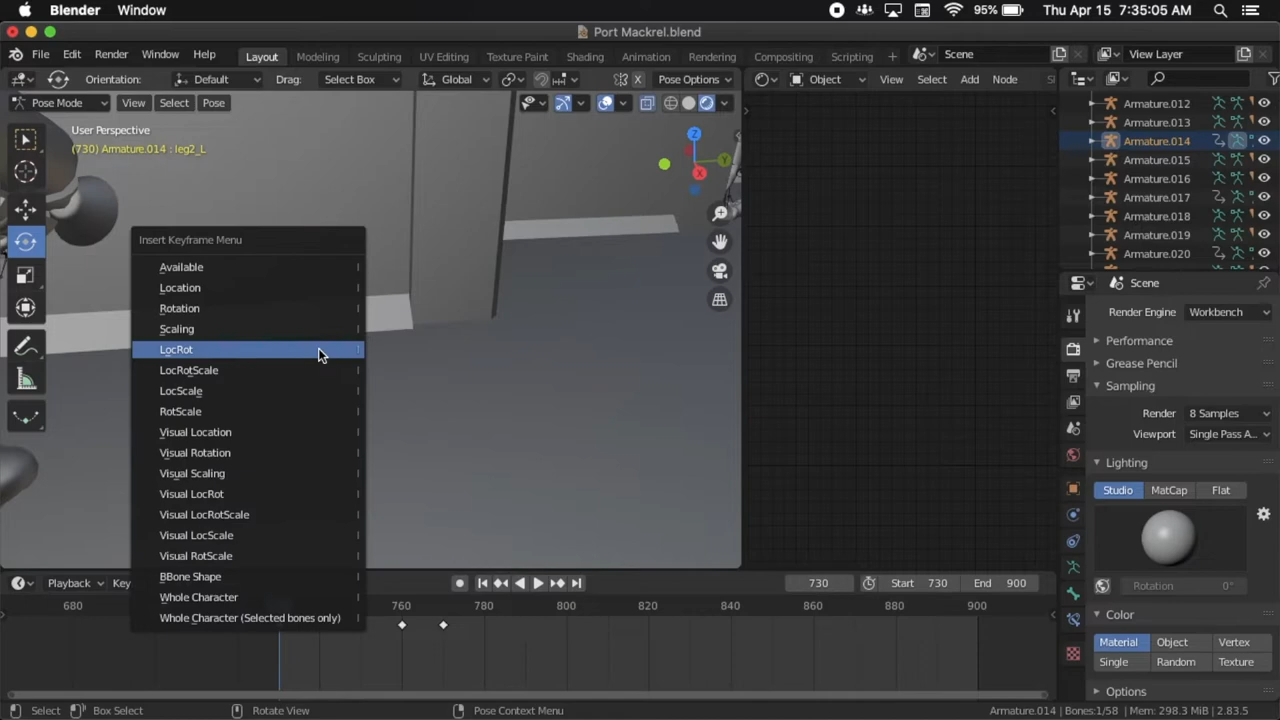 Blender Window 95% Thu Apr 15 7:35:05 AM
Port Mackrel.blend
File Edit Render Window Help Layout Modeling Sculpting UV Editing Texture Paint Shading Animation Rendering Compositing Scripting Scene View Layer
Orientation: Default Drag: Select Box Global Pose Options Object View Select Add Node S
Pose Mode View Select Pose
User Perspective
(730) Armature.014 : leg2_L
Z
Y
X
Armature.012
Armature.013
Armature.014
Armature.015
Armature.016
Armature.017
Armature.018
Armature.019
Armature.020
Insert Keyframe Menu
Available I
Location I
Rotation I
Scaling I
LocRot I
LocRotScale I
LocScale I
RotScale I
Visual Location I
Visual Rotation I
Visual Scaling I
Visual LocRot I
Visual LocRotScale I
Visual LocScale I
Visual RotScale I
BBone Shape I
Whole Character I
Whole Character (Selected bones only) I
Scene
Render Engine Workbench
Performance
Grease Pencil
Sampling
Render 8 Samples
Viewport Single Pass A...
Lighting
Studio MatCap Flat
Rotation 0°
Color
Material Object Vertex
Single Random Texture
Options
Playback Key 730 Start 730 End 900
680 760 780 800 820 840 860 880 900
Select Box Select Rotate View Pose Context Menu Armature.014 | Bones:1/58 | Mem: 298.3 MiB | 2.83.5